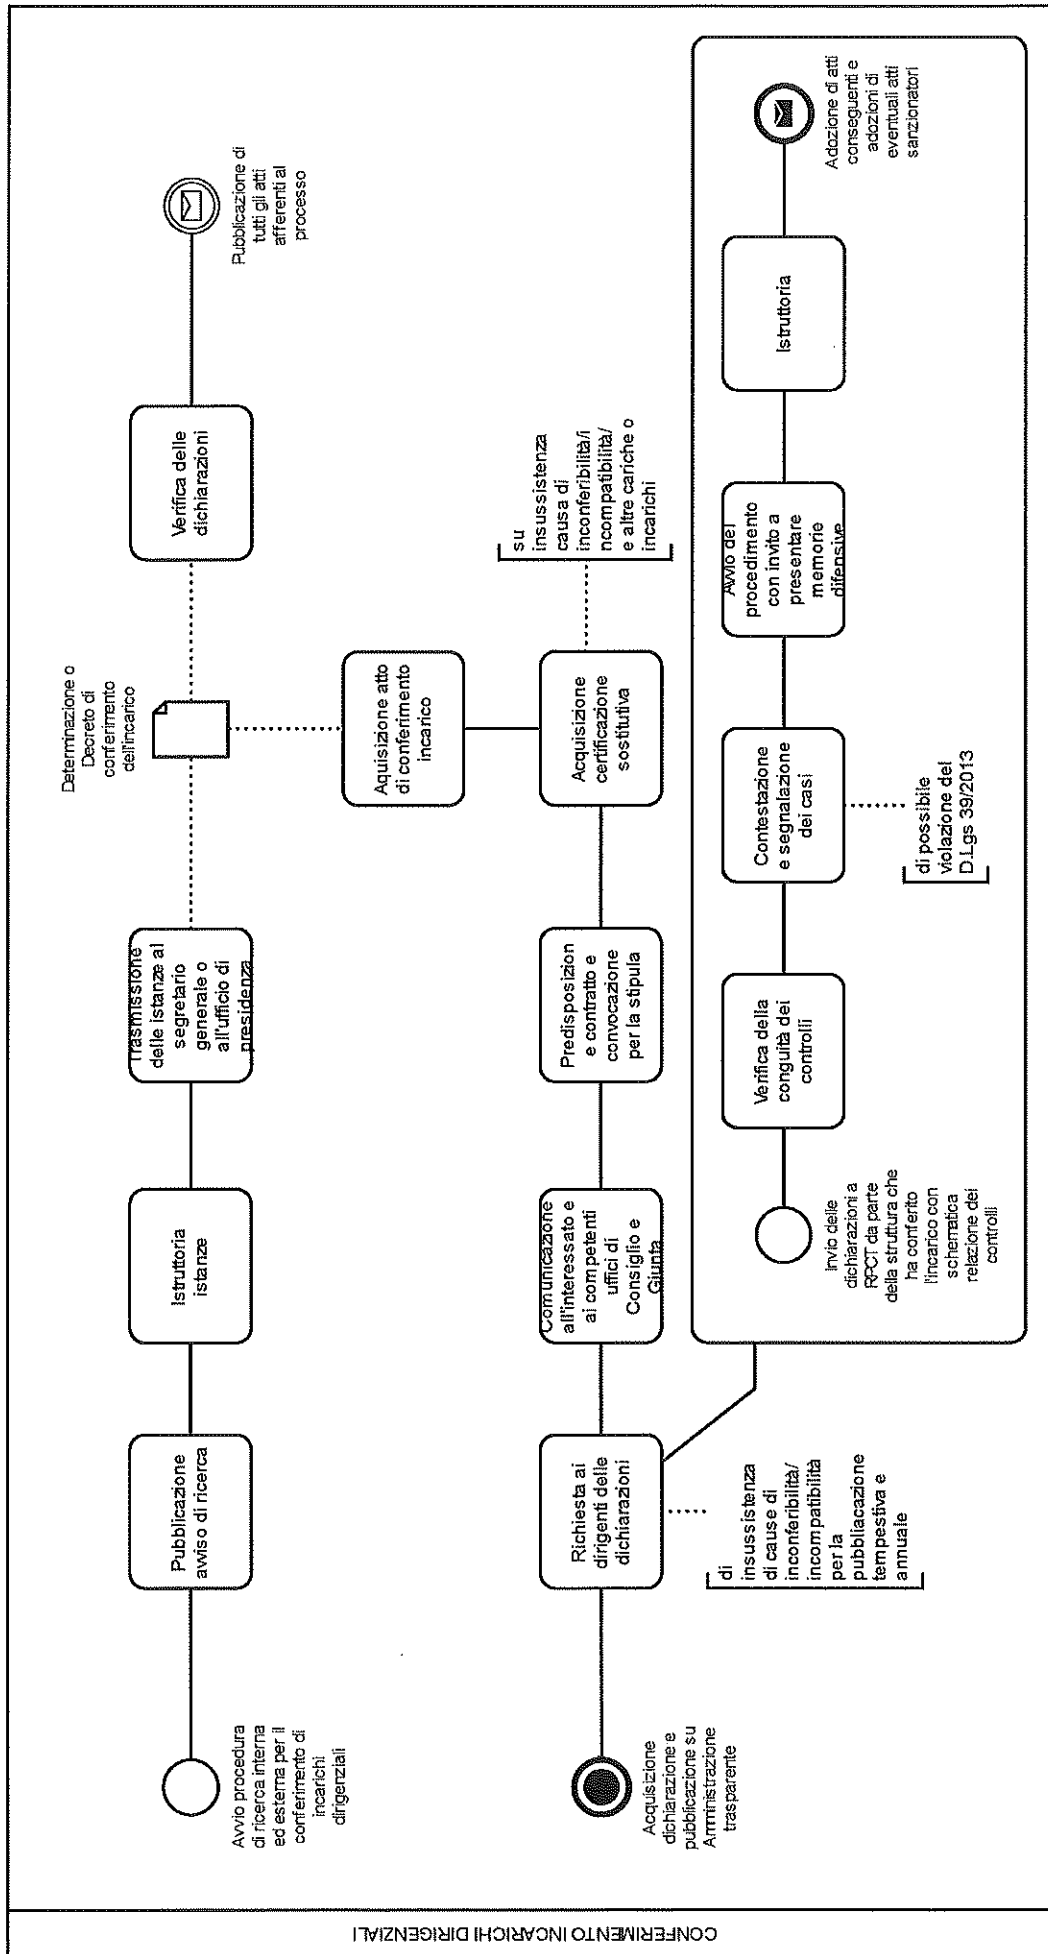 CONFERIMENTO INCARICHI DIRIGENZIALI
Avvio procedura
di ricerca interna
ed esterna per il
conferimento di
incarichi
dirigenziali
Pubblicazione
avviso di ricerca
Istruttoria
istanze
Trasmissione
delle istanze al
segretario
generale o
all'ufficio di
presidenza
Determinazione o
Decreto di
conferimento
dell'incarico
Verifica delle
dichiarazioni
Pubblicazione di
tutti gli atti
afferenti al
processo
Aquisizione atto
di conferimento
incarico
Acquisizione
certificazione
sostitutiva
su
insussistenza
causa di
inconferibilità/i
ncompatibilità/
e altre cariche o
incarichi
Predisposizion
e contratto e
convocazione
per la stipula
Comunicazione
all'interessato e
ai competenti
uffici di
Consiglio e
Giunta
Richiesta ai
dirigenti delle
dichiarazioni
di
insussistenza
di cause di
inconferibilità/
incompatibilità
per la
pubbliacazione
tempestiva e
annuale
Acquisizione
dichiarazione e
pubblicazione su
Amministrazione
trasparente
Invio delle
dichiarazioni a
RPCT da parte
della struttura che
ha conferito
l'incarico con
schematica
relazione dei
controlli
Verifica della
conguità dei
controlli
Contestazione
e segnalazione
dei casi
di possibile
violazione del
D.Lgs 39/2013
Avvio del
procedimento
con invito a
presentare
memorie
difensive
Istruttoria
Adozione di atti
conseguenti e
adozioni di
eventuali atti
sanzionatori